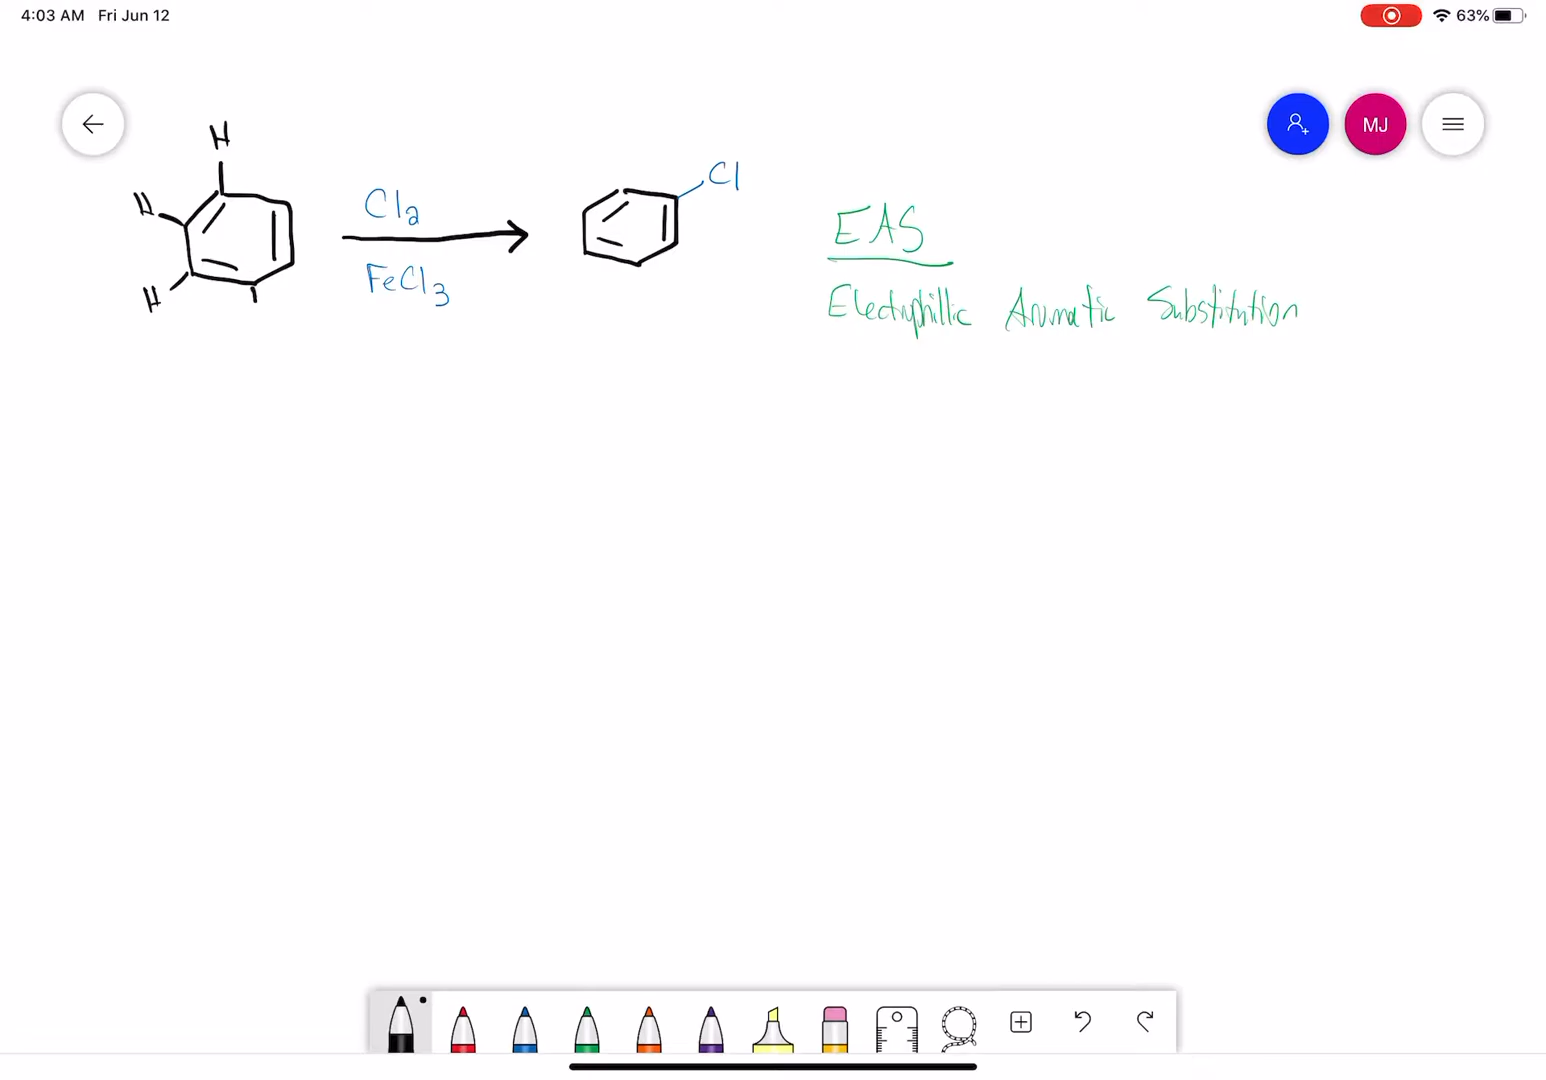 4:03 AM Fri Jun 12
63%
MJ
H
H
H
Cl₂
FeCl₃
Cl
EAS
Electrophillic Aromatic Substitution